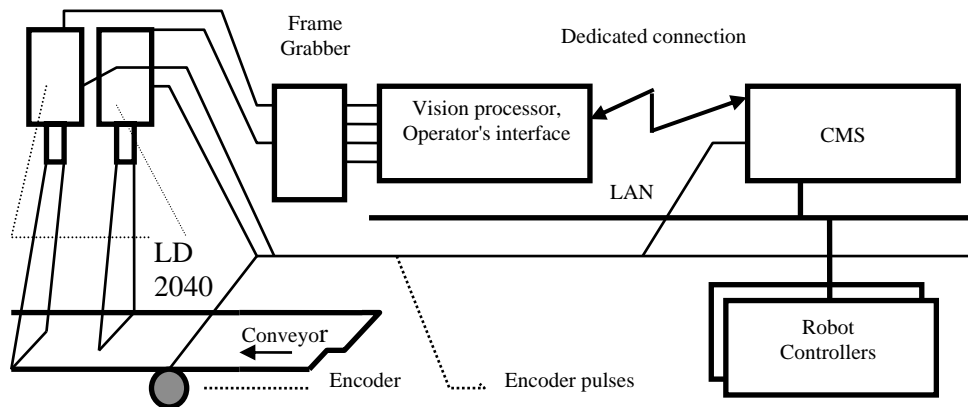 Frame
Grabber
Dedicated connection
Vision processor,
Operator's interface
CMS
LAN
LD
2040
Conveyor
Robot
Controllers
Encoder
Encoder pulses